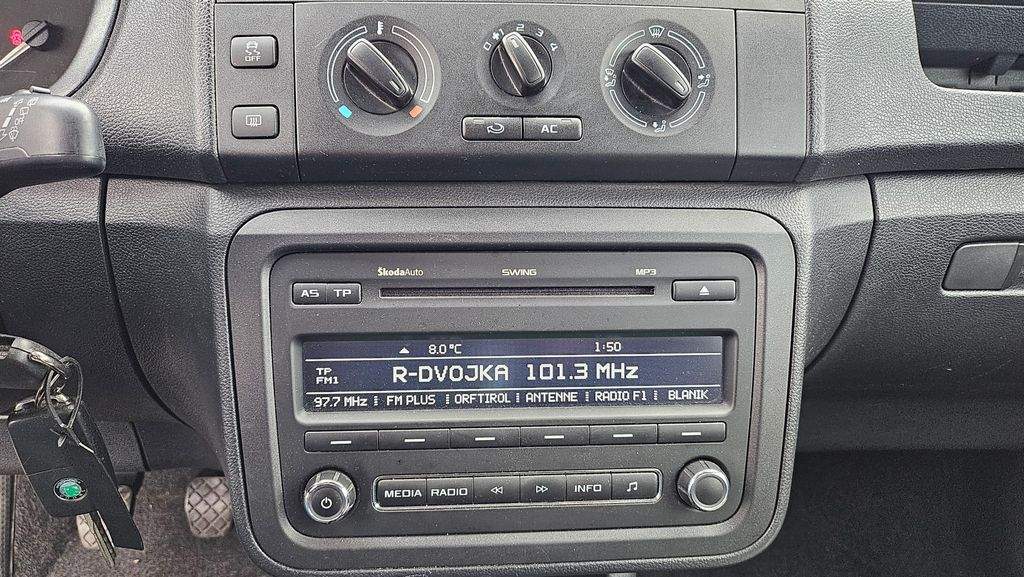 OFF
0 1 2 3 4
AC
ŠkodaAuto SWING MP3
AS TP
8.0 °C 1:50
TP
FM1
R-DVOJKA 101.3 MHz
97.7 MHz FM PLUS ORFTIROL ANTENNE RADIO F1 BLANIK
MEDIA RADIO INFO